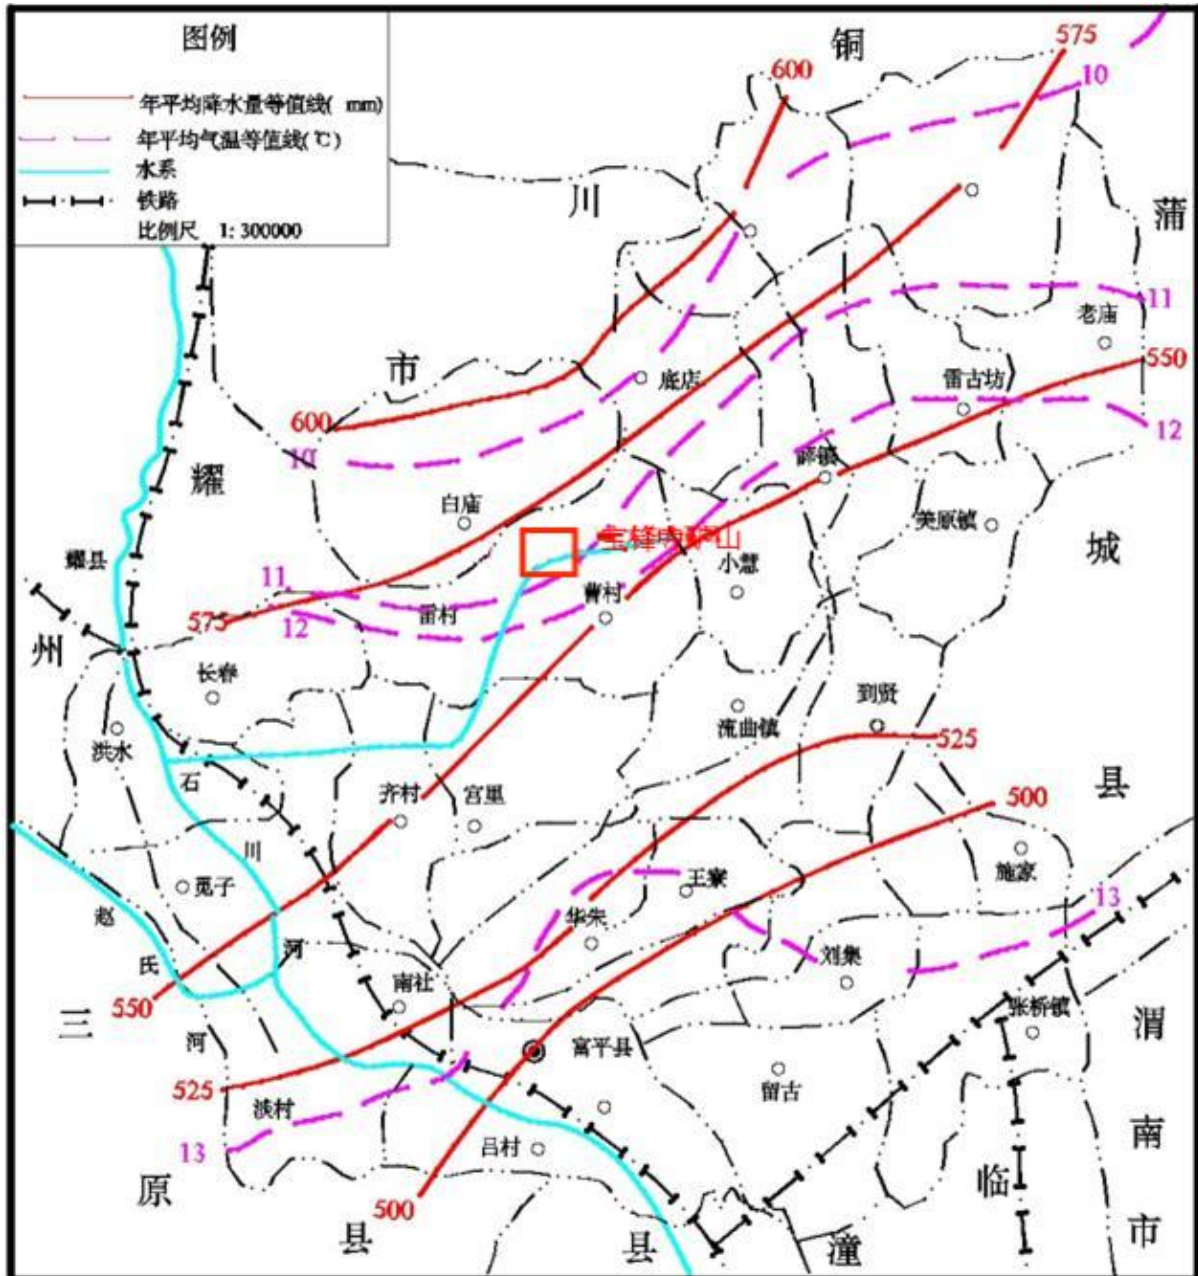 图例
年平均降水量等值线( mm)
年平均气温等值线(℃)
水系
铁路
比例尺 1: 300000
铜
575
600
10
川
蒲
11
老庙
市
550
底店
雷古坊
600
12
10
薛镇
耀
白庙
美原镇
城
耀县
小慧
11
曹村
575
雷村
12
州
长春
到贤
流曲镇
洪水
525
石
县
齐村
宫里
500
川
施家
觅子
王寮
13
赵
华朱
氏
河
刘集
南社
550
三
张桥镇
渭
河
富平县
525
留古
淡村
南
吕村
13
临
原
500
县
县
潼
市